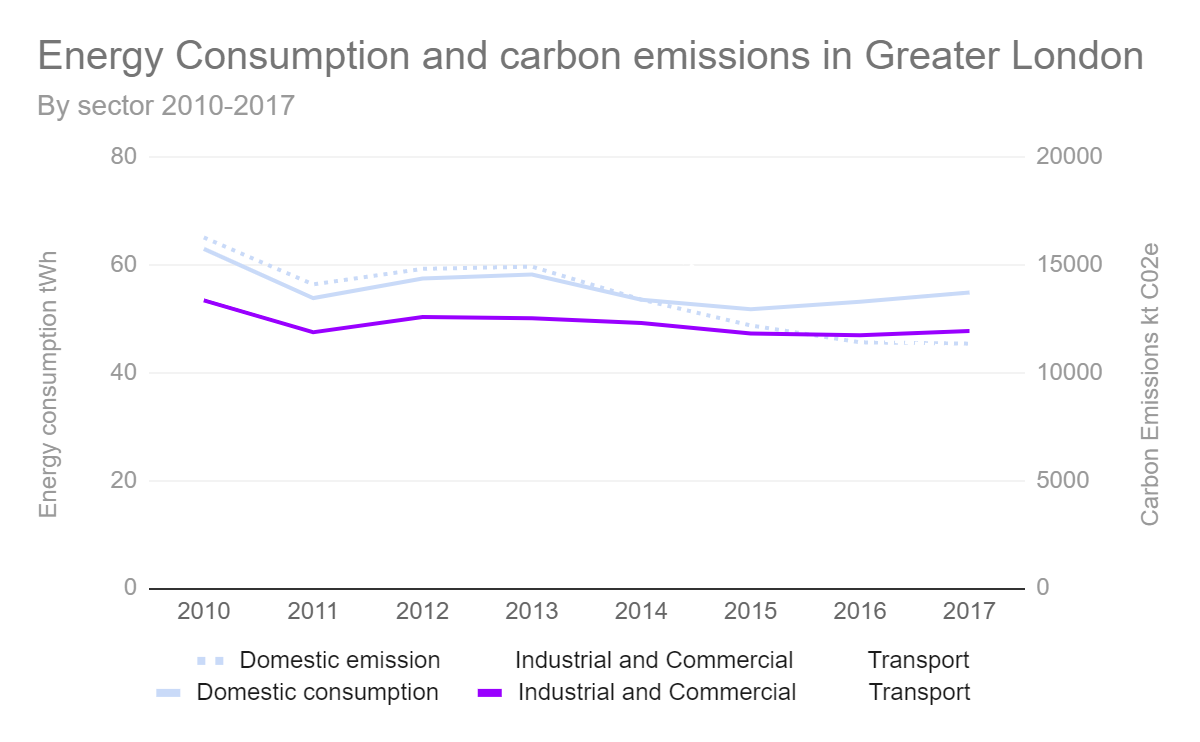 Energy Consumption and carbon emissions in Greater London
By sector 2010-2017
80
60
40
20
0
Energy consumption tWh
20000
15000
10000
5000
0
Carbon Emissions kt C02e
2010 2011 2012 2013 2014 2015 2016 2017
Domestic emission Industrial and Commercial Transport
Domestic consumption Industrial and Commercial Transport